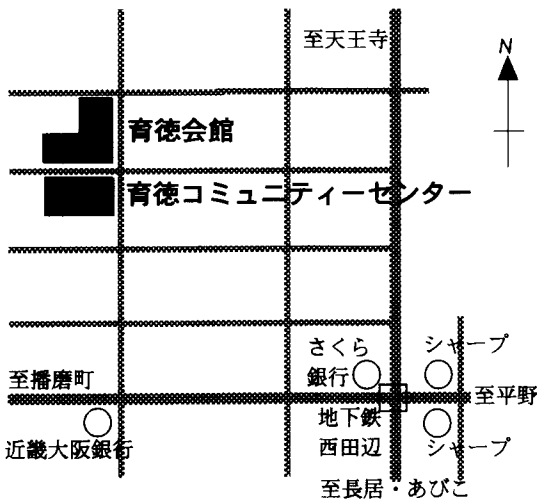 至天王寺
N
育徳会館
育徳コミュニティーセンター
さくら
銀行
シャープ
至播磨町
至平野
地下鉄
西田辺
近畿大阪銀行
シャープ
至長居・あびこ